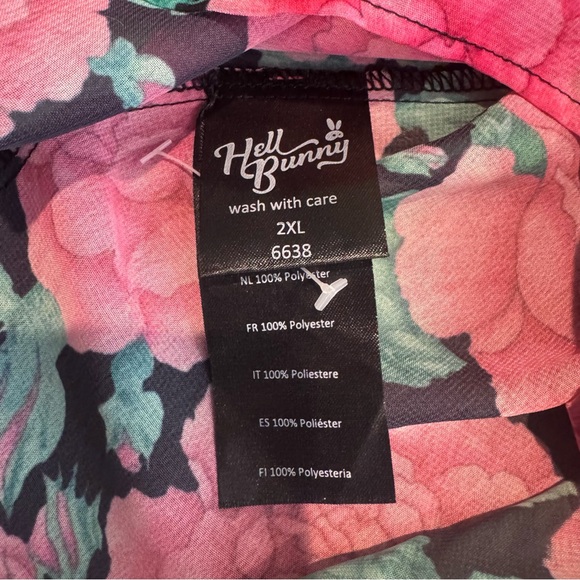 Hell
Bunny
wash with care
2XL
6638
NL 100% Polyester
FR 100% Polyester
IT 100% Poliestere
ES 100% Poliéster
FI 100% Polyesteria